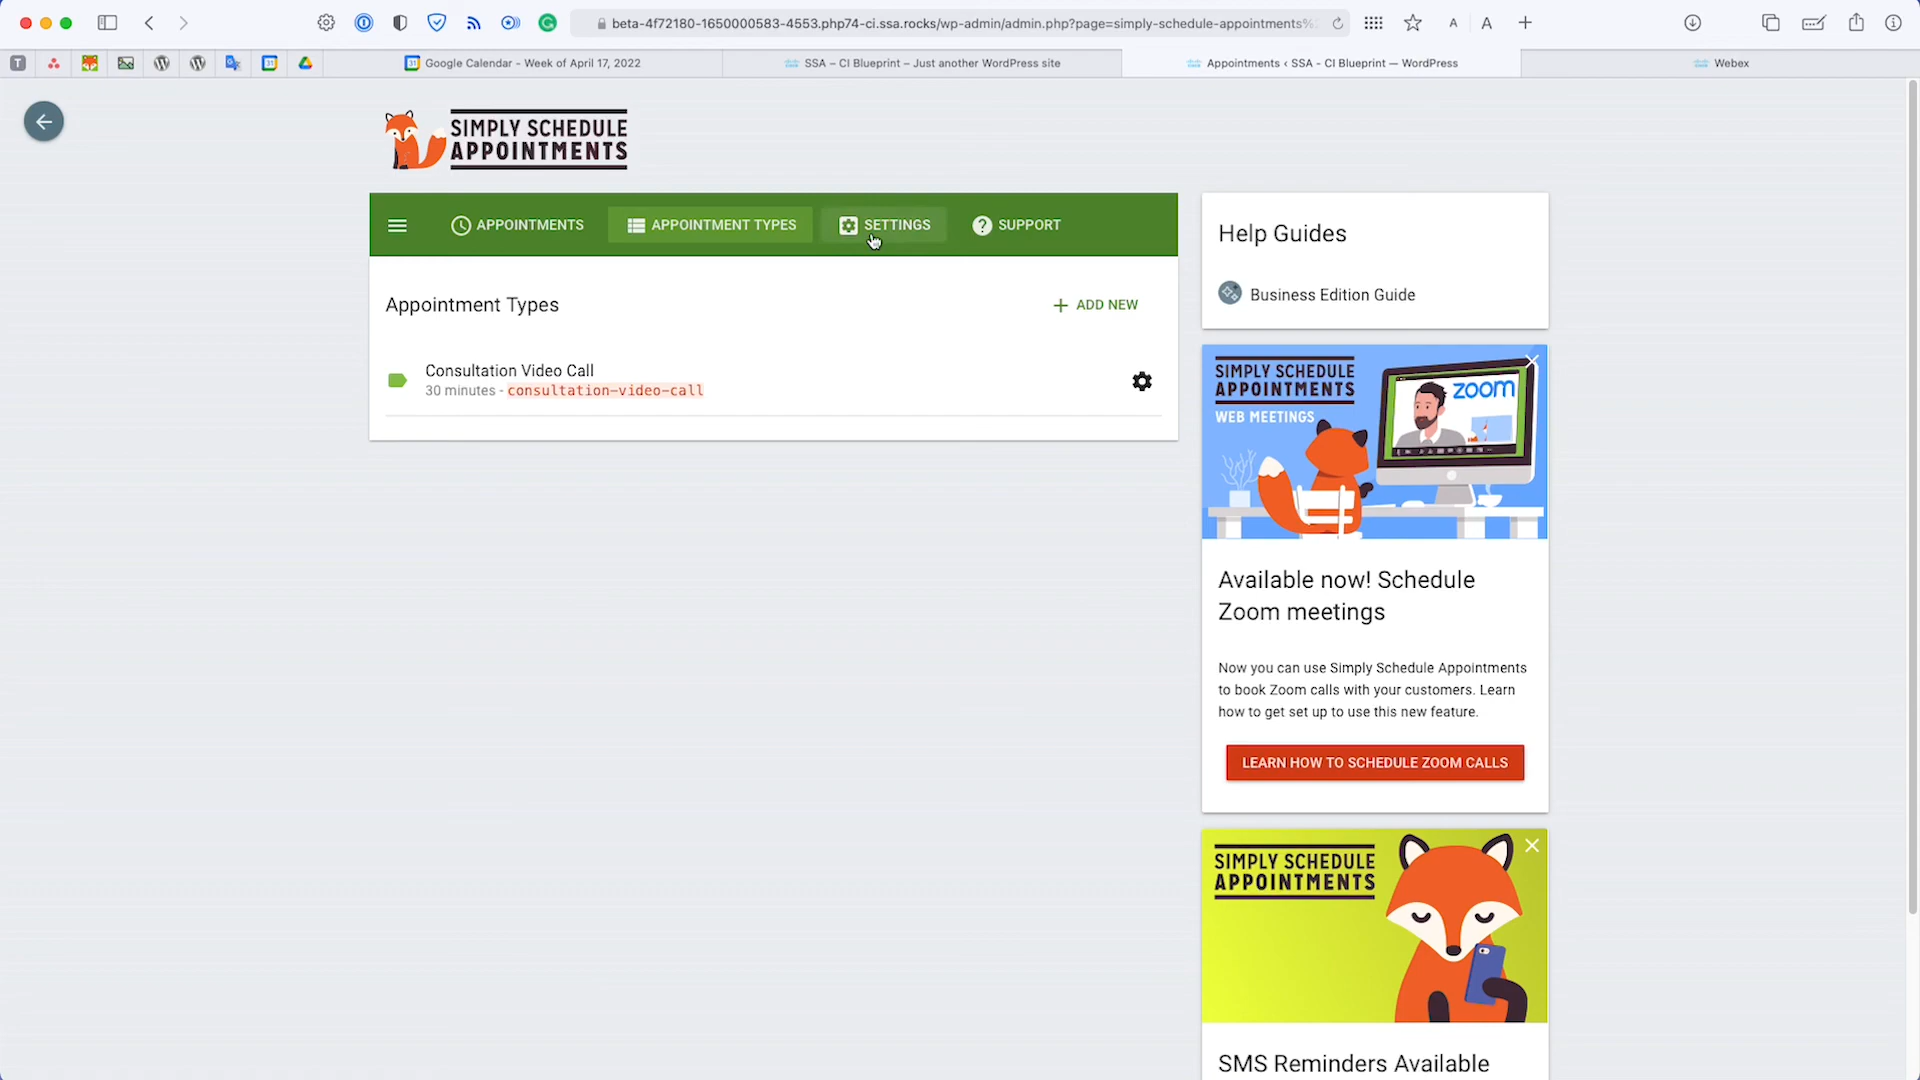 beta-4f72180-1650000583-4553.php74-ci.ssa.rocks/wp-admin/admin.php?page=simply-schedule-appointments%
A
A
T
31
31
Google Calendar - Week of April 17, 2022
SSA – CI Blueprint – Just another WordPress site
Appointments ‹ SSA - CI Blueprint — WordPress
Webex
SIMPLY SCHEDULE
APPOINTMENTS
APPOINTMENTS
APPOINTMENT TYPES
SETTINGS
SUPPORT
Appointment Types
ADD NEW
Consultation Video Call
30 minutes - consultation-video-call
Help Guides
Business Edition Guide
SIMPLY SCHEDULE
APPOINTMENTS
WEB MEETINGS
zoom
Available now! Schedule
Zoom meetings
Now you can use Simply Schedule Appointments
to book Zoom calls with your customers. Learn
how to get set up to use this new feature.
LEARN HOW TO SCHEDULE ZOOM CALLS
SIMPLY SCHEDULE
APPOINTMENTS
SMS Reminders Available